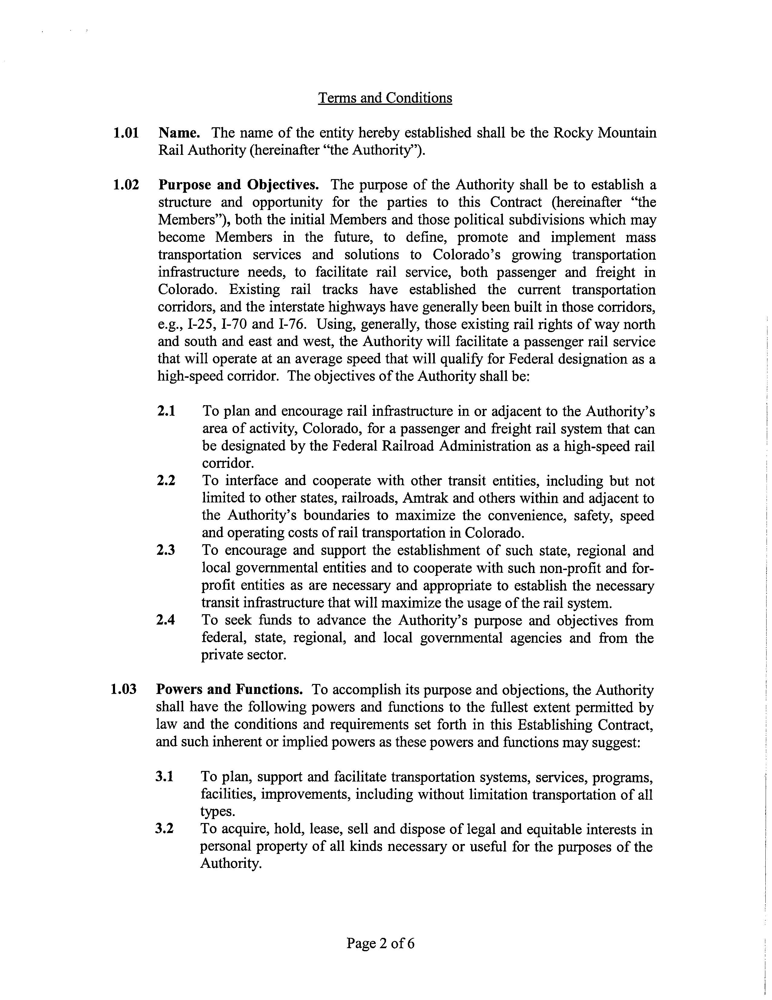 Terms and Conditions
1.01 Name. The name of the entity hereby established shall be the Rocky Mountain
Rail Authority (hereinafter “the Authority”).
1.02 Purpose and Objectives. The purpose of the Authority shall be to establish a
structure and opportunity for the parties to this Contract (hereinafter “the
Members”), both the initial Members and those political subdivisions which may
become Members in the future, to define, promote and implement mass
transportation services and solutions to Colorado’s growing transportation
infrastructure needs, to facilitate rail service, both passenger and freight in
Colorado. Existing rail tracks have established the current transportation
corridors, and the interstate highways have generally been built in those corridors,
e.g., I-25, I-70 and I-76. Using, generally, those existing rail rights of way north
and south and east and west, the Authority will facilitate a passenger rail service
that will operate at an average speed that will qualify for Federal designation as a
high-speed corridor. The objectives of the Authority shall be:
2.1 To plan and encourage rail infrastructure in or adjacent to the Authority’s
area of activity, Colorado, for a passenger and freight rail system that can
be designated by the Federal Railroad Administration as a high-speed rail
corridor.
2.2 To interface and cooperate with other transit entities, including but not
limited to other states, railroads, Amtrak and others within and adjacent to
the Authority’s boundaries to maximize the convenience, safety, speed
and operating costs of rail transportation in Colorado.
2.3 To encourage and support the establishment of such state, regional and
local governmental entities and to cooperate with such non-profit and for-
profit entities as are necessary and appropriate to establish the necessary
transit infrastructure that will maximize the usage of the rail system.
2.4 To seek funds to advance the Authority’s purpose and objectives from
federal, state, regional, and local governmental agencies and from the
private sector.
1.03 Powers and Functions. To accomplish its purpose and objections, the Authority
shall have the following powers and functions to the fullest extent permitted by
law and the conditions and requirements set forth in this Establishing Contract,
and such inherent or implied powers as these powers and functions may suggest:
3.1 To plan, support and facilitate transportation systems, services, programs,
facilities, improvements, including without limitation transportation of all
types.
3.2 To acquire, hold, lease, sell and dispose of legal and equitable interests in
personal property of all kinds necessary or useful for the purposes of the
Authority.
Page 2 of 6